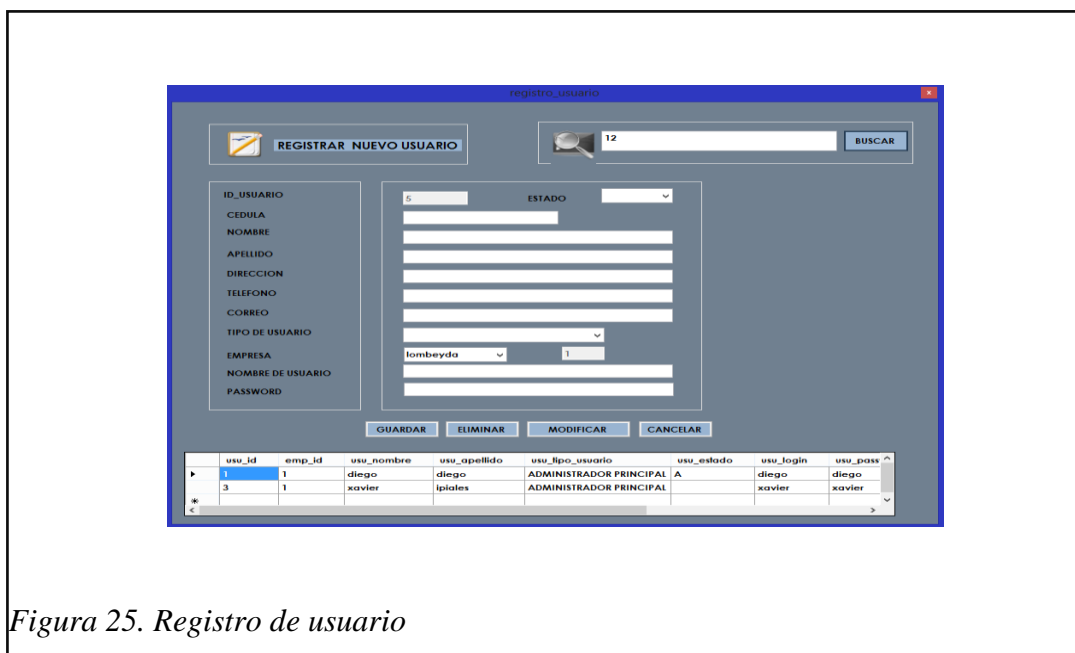 registro_usuario
REGISTRAR NUEVO USUARIO
12
BUSCAR
ID_USUARIO
5
ESTADO
CEDULA
NOMBRE
APELLIDO
DIRECCION
TELEFONO
CORREO
TIPO DE USUARIO
EMPRESA
lombeyda
1
NOMBRE DE USUARIO
PASSWORD
GUARDAR ELIMINAR MODIFICAR CANCELAR
usu_id emp_id usu_nombre usu_apellido usu_tipo_usuario usu_estado usu_login usu_pass
1 1 diego diego ADMINISTRADOR PRINCIPAL A diego diego
3 1 xavier ipiales ADMINISTRADOR PRINCIPAL xavier xavier
Figura 25. Registro de usuario